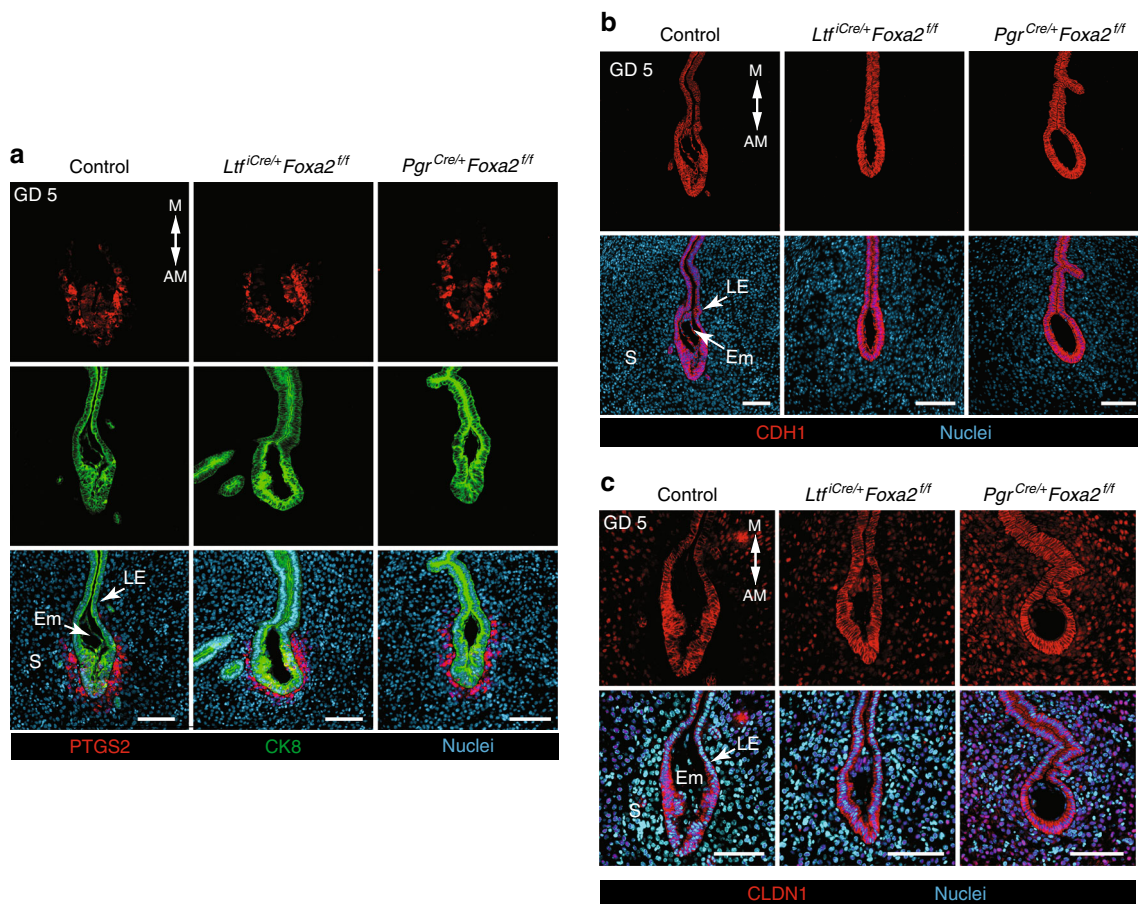 a
Control Ltf iCre/+ Foxa2 f/f Pgr Cre/+ Foxa2 f/f
GD 5
M
AM
LE
Em
S
PTGS2 CK8 Nuclei
b
Control Ltf iCre/+ Foxa2 f/f Pgr Cre/+ Foxa2 f/f
GD 5
M
AM
LE
Em
S
CDH1 Nuclei
c
Control Ltf iCre/+ Foxa2 f/f Pgr Cre/+ Foxa2 f/f
GD 5
M
AM
LE
Em
S
CLDN1 Nuclei